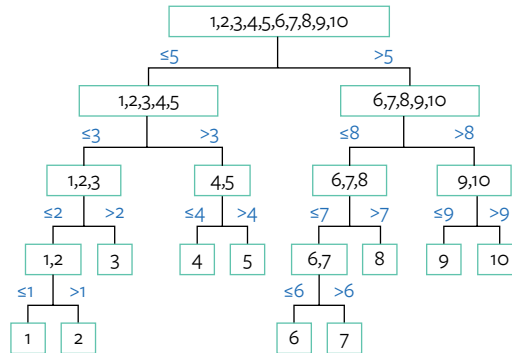 1,2,3,4,5,6,7,8,9,10
≤5 >5
1,2,3,4,5 6,7,8,9,10
≤3 >3 ≤8 >8
1,2,3 4,5 6,7,8 9,10
≤2 >2 ≤4 >4 ≤7 >7 ≤9 >9
1,2 3 4 5 6,7 8 9 10
≤1 >1 ≤6 >6
1 2 6 7